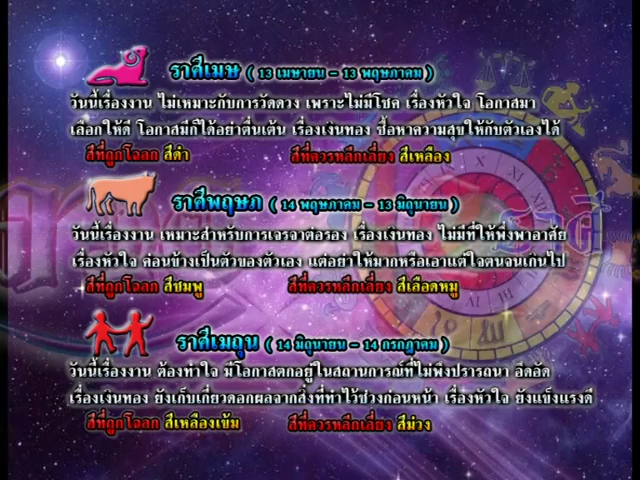 ราศีเมษ ( 13 เมษายน - 13 พฤษภาคม )
วันนี้เรื่องงาน ไม่เหมาะกับการวัดดวง เพราะไม่มีโชค เรื่องหัวใจ โอกาสมา
เลือกให้ดี โอกาสมีก็ได้อย่าตื่นเต้น เรื่องเงินทอง ซื้อหาความสุขให้กับตัวเองได้
สีที่ถูกโฉลก สีดำ สีที่ควรหลีกเลี่ยง สีเหลือง
ราศีพฤษภ ( 14 พฤษภาคม - 13 มิถุนายน )
วันนี้เรื่องงาน เหมาะสำหรับการเจรจาต่อรอง เรื่องเงินทอง ไม่มีที่ให้พึ่งพาอาศัย
เรื่องหัวใจ ค่อนข้างเป็นตัวของตัวเอง แต่อย่าให้มากหรือเอาแต่ใจตนจนเกินไป
สีที่ถูกโฉลก สีชมพู สีที่ควรหลีกเลี่ยง สีเลือดหมู
ราศีเมถุน ( 14 มิถุนายน - 14 กรกฎาคม )
วันนี้เรื่องงาน ต้องทำใจ มีโอกาสตกอยู่ในสถานการณ์ที่ไม่พึงปรารถนา อึดอัด
เรื่องเงินทอง ยังเก็บเกี่ยวดอกผลจากสิ่งที่ทำไว้ช่วงก่อนหน้า เรื่องหัวใจ ยังแข็งแรงดี
สีที่ถูกโฉลก สีเหลืองเข้ม สีที่ควรหลีกเลี่ยง สีม่วง